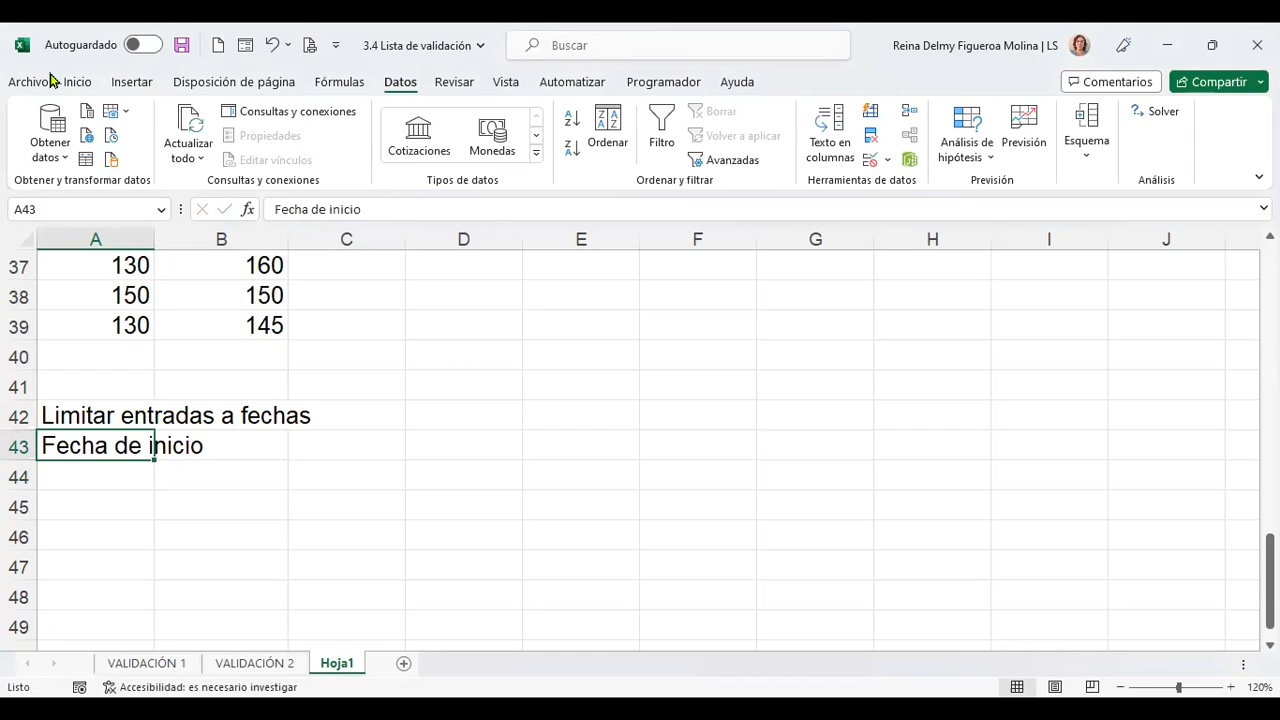 Autoguardado
3.4 Lista de validación
Buscar
Reina Delmy Figueroa Molina | LS
Archivo Inicio Insertar Disposición de página Fórmulas Datos Revisar Vista Automatizar Programador Ayuda
Comentarios
Compartir
Obtener datos
Obtener y transformar datos
Actualizar todo
Consultas y conexiones
Propiedades
Editar vínculos
Consultas y conexiones
Cotizaciones
Monedas
Tipos de datos
Ordenar
Filtro
Borrar
Volver a aplicar
Avanzadas
Ordenar y filtrar
Texto en columnas
Herramientas de datos
Análisis de hipótesis
Previsión
Previsión
Esquema
Solver
Análisis
A43
fx
Fecha de inicio
A B C D E F G H I J
37 130 160
38 150 150
39 130 145
40
41
42 Limitar entradas a fechas
43 Fecha de inicio
44
45
46
47
48
49
VALIDACIÓN 1 VALIDACIÓN 2 Hoja1
Listo
Accesibilidad: es necesario investigar
120%